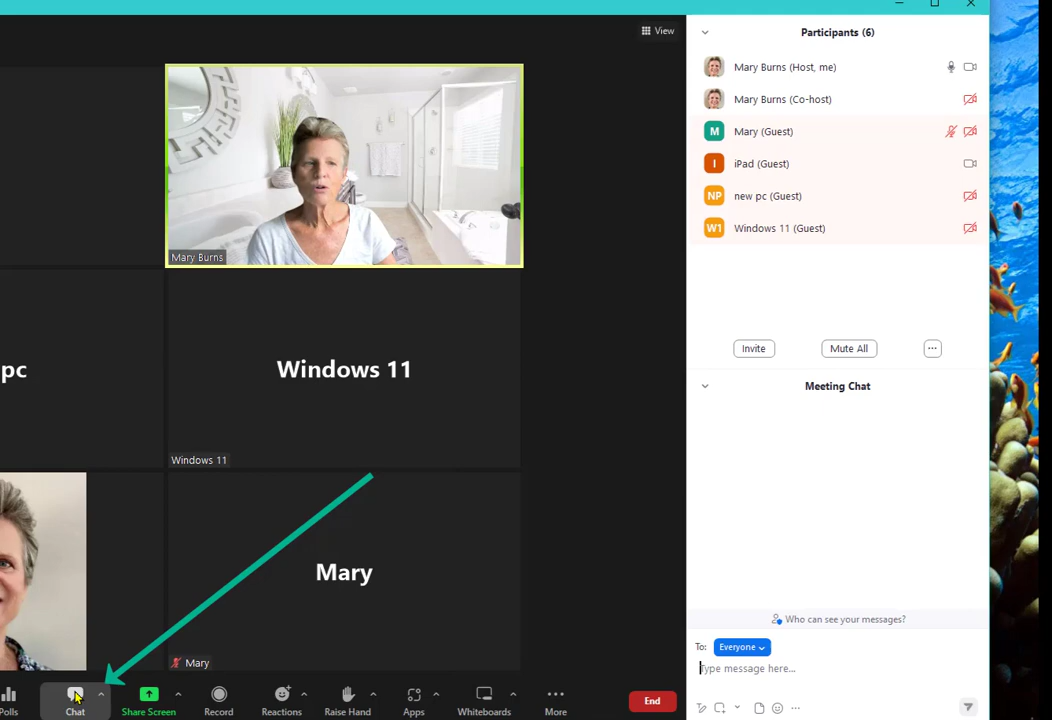 View
Mary Burns
pc
Windows 11
Windows 11
Mary
Mary
Participants (6)
Mary Burns (Host, me)
Mary Burns (Co-host)
M Mary (Guest)
I iPad (Guest)
NP new pc (Guest)
W1 Windows 11 (Guest)
Invite Mute All ...
Meeting Chat
Who can see your messages?
To: Everyone
Type message here...
Polls Chat Share Screen Record Reactions Raise Hand Apps Whiteboards More End